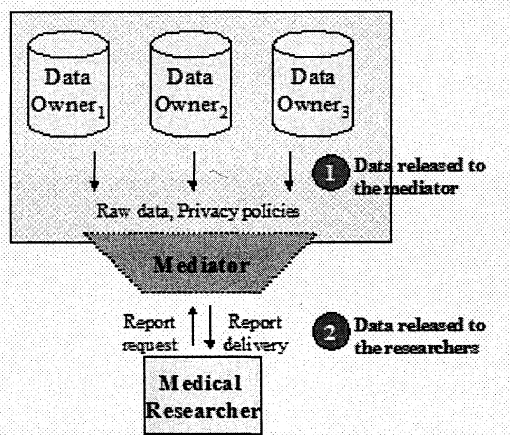 Data Owner1
Data Owner2
Data Owner3
1 Data released to
the mediator
Raw data, Privacy policies
Mediator
Report
request
Report
delivery
2 Data released to
the researchers
Medical
Researcher